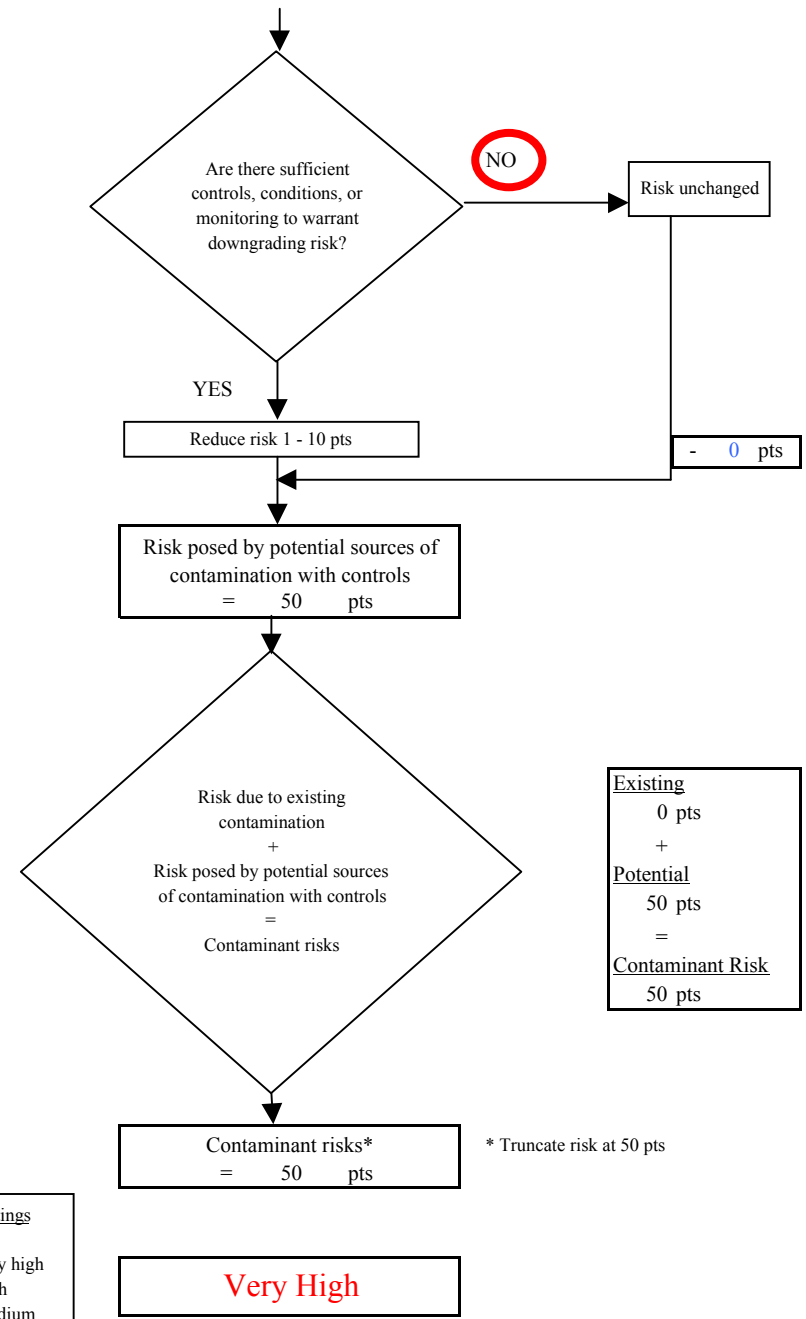 Are there sufficient
controls, conditions, or
monitoring to warrant
downgrading risk?
NO
Risk unchanged
YES
Reduce risk 1 - 10 pts
- 0 pts
Risk posed by potential sources of
contamination with controls
= 50 pts
Risk due to existing
contamination
+
Risk posed by potential sources
of contamination with controls
=
Contaminant risks
Existing
0 pts
+
Potential
50 pts
=
Contaminant Risk
50 pts
Contaminant risks*
= 50 pts
* Truncate risk at 50 pts
high
Very High